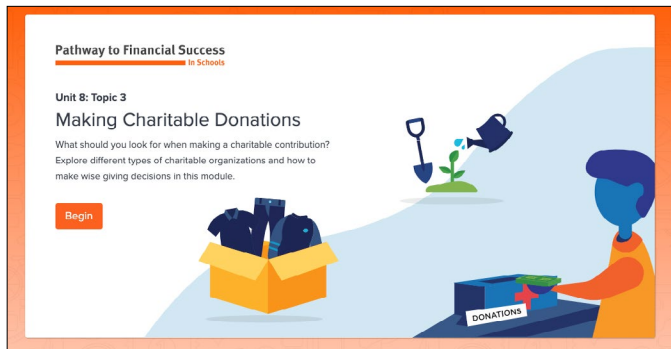 Pathway to Financial Success
In Schools
Unit 8: Topic 3
Making Charitable Donations
What should you look for when making a charitable contribution?
Explore different types of charitable organizations and how to
make wise giving decisions in this module.
Begin
DONATIONS